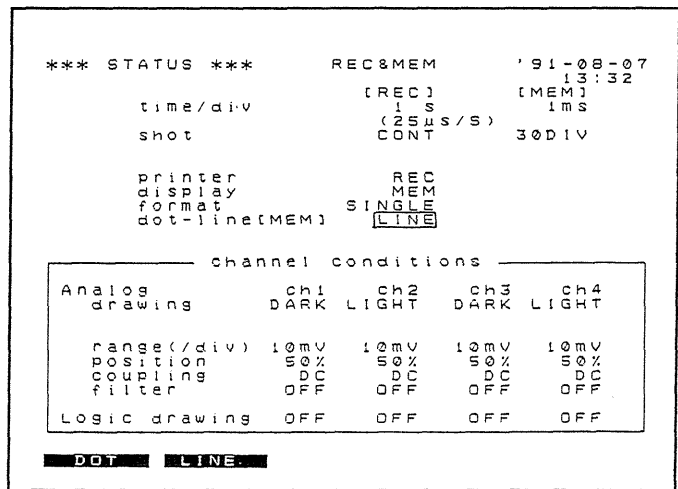 *** STATUS *** REC&MEM '91-08-07
13:32
[REC] [MEM]
time/div 1 s 1ms
(25µs/S)
shot CONT 30DIV
printer REC
display MEM
format SINGLE
dot-line[MEM] LINE
channel conditions
Analog ch1 ch2 ch3 ch4
drawing DARK LIGHT DARK LIGHT
range(/div) 10mV 10mV 10mV 10mV
position 50% 50% 50% 50%
coupling DC DC DC DC
filter OFF OFF OFF OFF
Logic drawing OFF OFF OFF OFF
DOT LINE